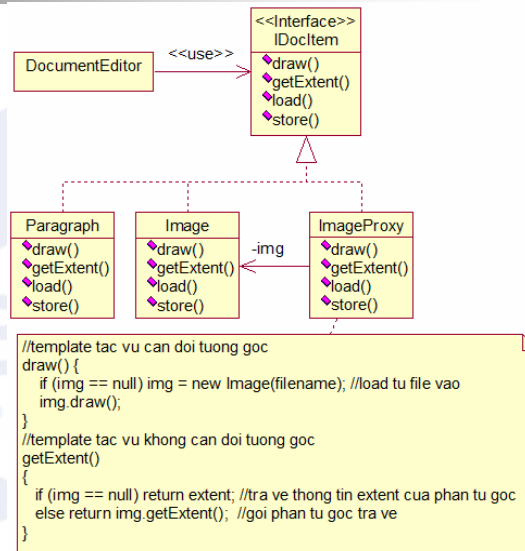 <<Interface>>
IDocItem
draw()
getExtent()
load()
store()
<<use>>
DocumentEditor
Paragraph
draw()
getExtent()
load()
store()
Image
draw()
getExtent()
load()
store()
-img
ImageProxy
draw()
getExtent()
load()
store()
//template tac vu can doi tuong goc
draw() {
if (img == null) img = new Image(filename); //load tu file vao
img.draw();
}
//template tac vu khong can doi tuong goc
getExtent()
{
if (img == null) return extent; //tra ve thong tin extent cua phan tu goc
else return img.getExtent(); //goi phan tu goc tra ve
}